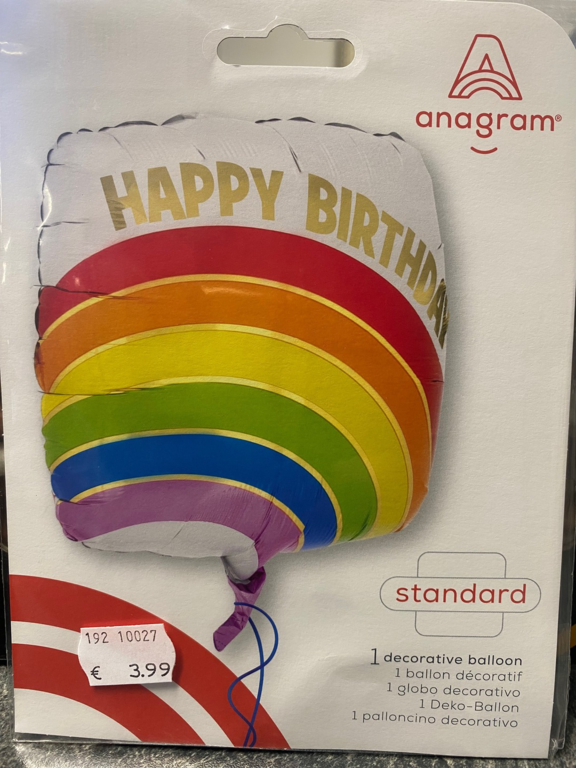 anagram®
HAPPY BIRTHDAY
standard
192 10027
€ 3.99
1 decorative balloon
1 ballon décoratif
1 globo decorativo
1 Deko-Ballon
1 palloncino decorativo